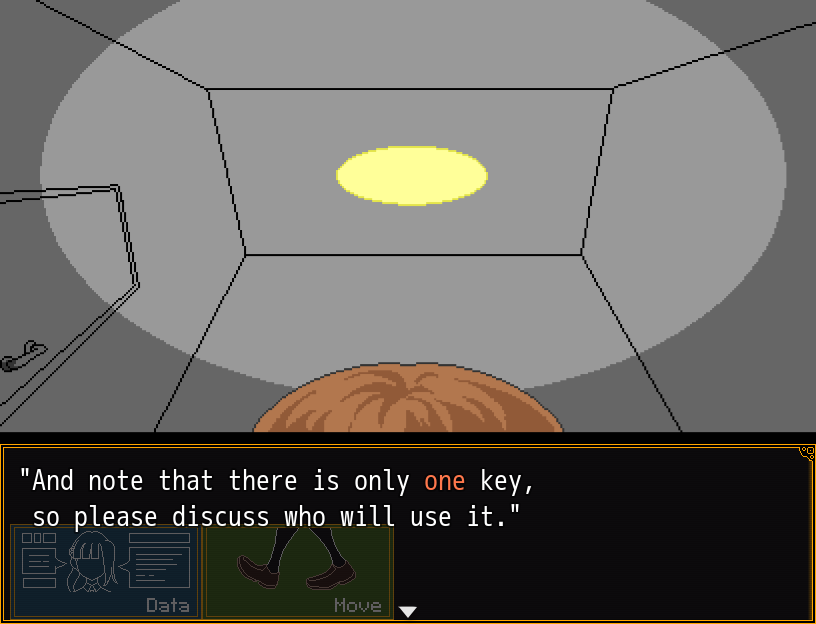 "And note that there is only one key,
so please discuss who will use it."
Data
Move